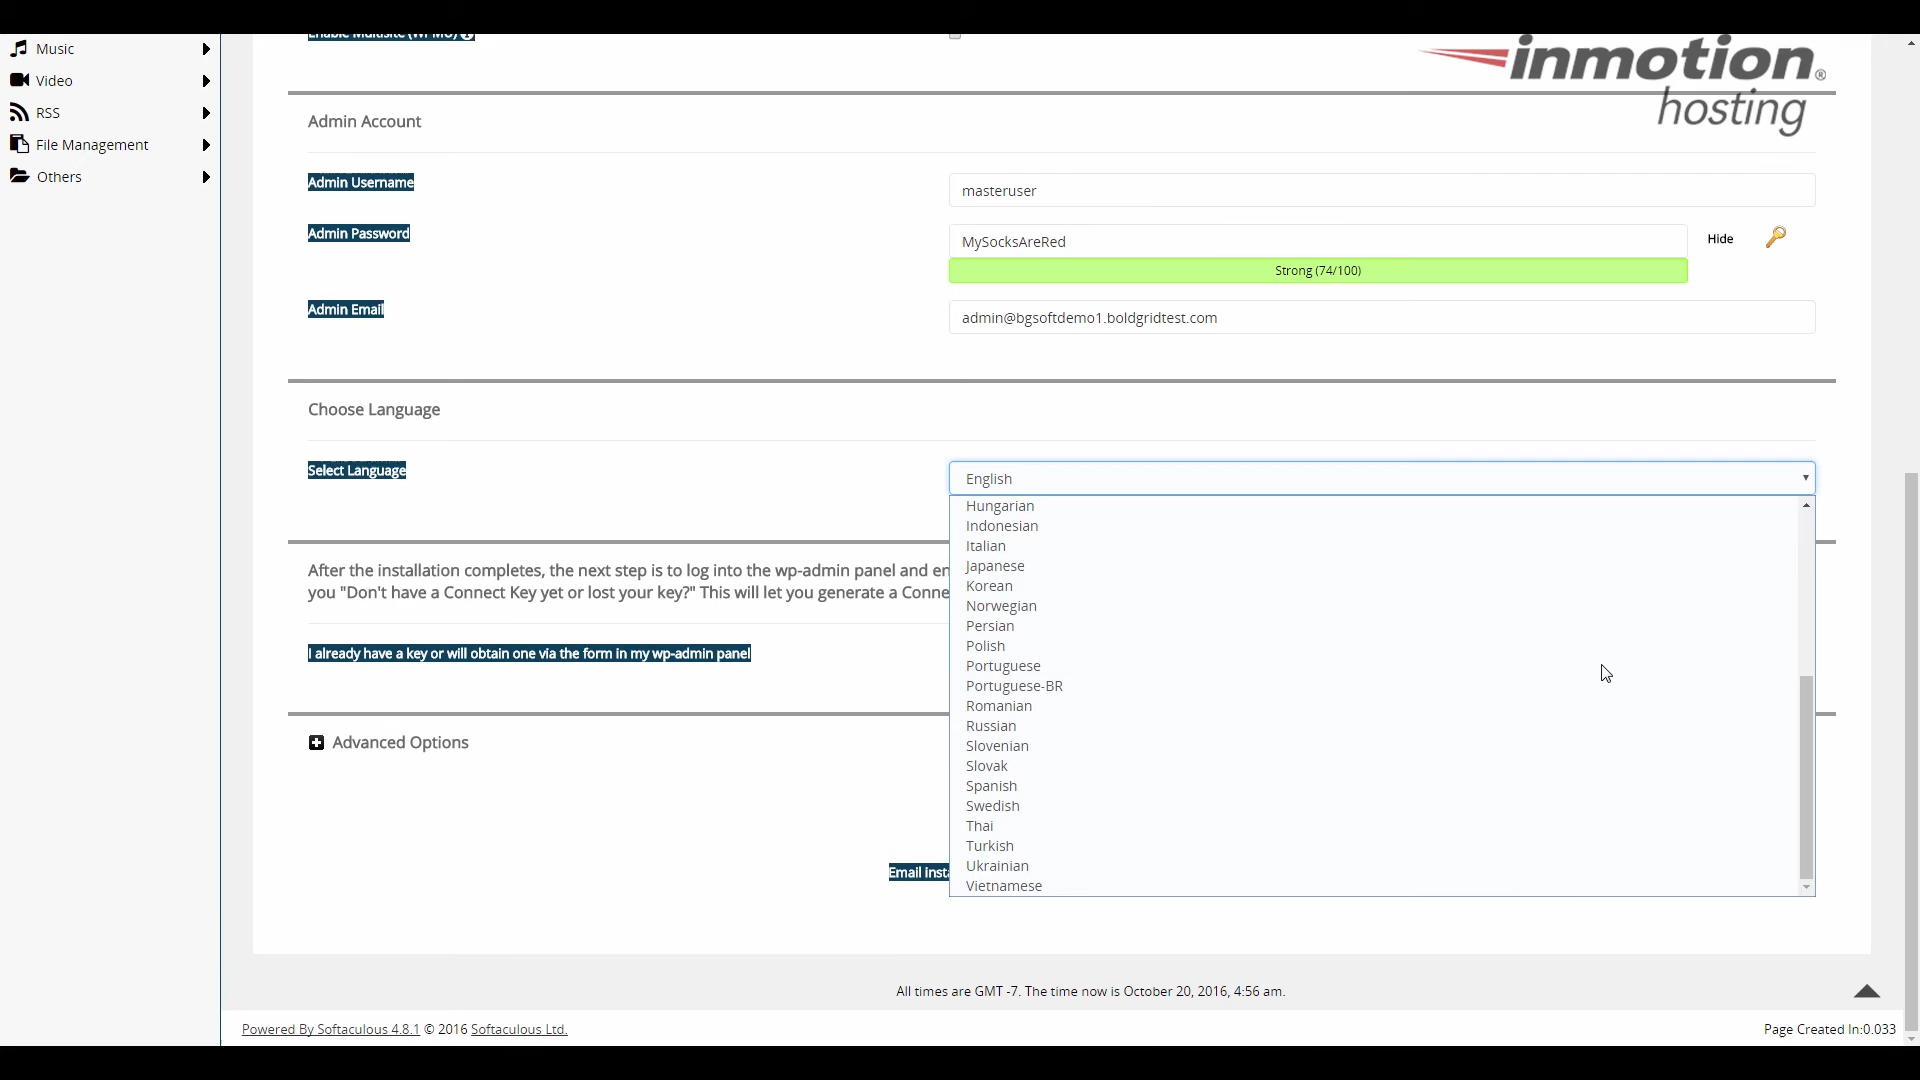 Enable Multisite (WPMU)
Music
Video
RSS
File Management
Others
inmotion®
hosting
Admin Account
Admin Username
masteruser
Admin Password
MySocksAreRed
Hide
Strong (74/100)
Admin Email
admin@bgsoftdemo1.boldgridtest.com
Choose Language
Select Language
English
Hungarian
Indonesian
Italian
Japanese
Korean
Norwegian
Persian
Polish
Portuguese
Portuguese-BR
Romanian
Russian
Slovenian
Slovak
Spanish
Swedish
Thai
Turkish
Ukrainian
Vietnamese
After the installation completes, the next step is to log into the wp-admin panel and en
you "Don't have a Connect Key yet or lost your key?" This will let you generate a Conne
I already have a key or will obtain one via the form in my wp-admin panel
Advanced Options
Email insta
All times are GMT -7. The time now is October 20, 2016, 4:56 am.
Powered By Softaculous 4.8.1 © 2016 Softaculous Ltd.
Page Created In:0.033